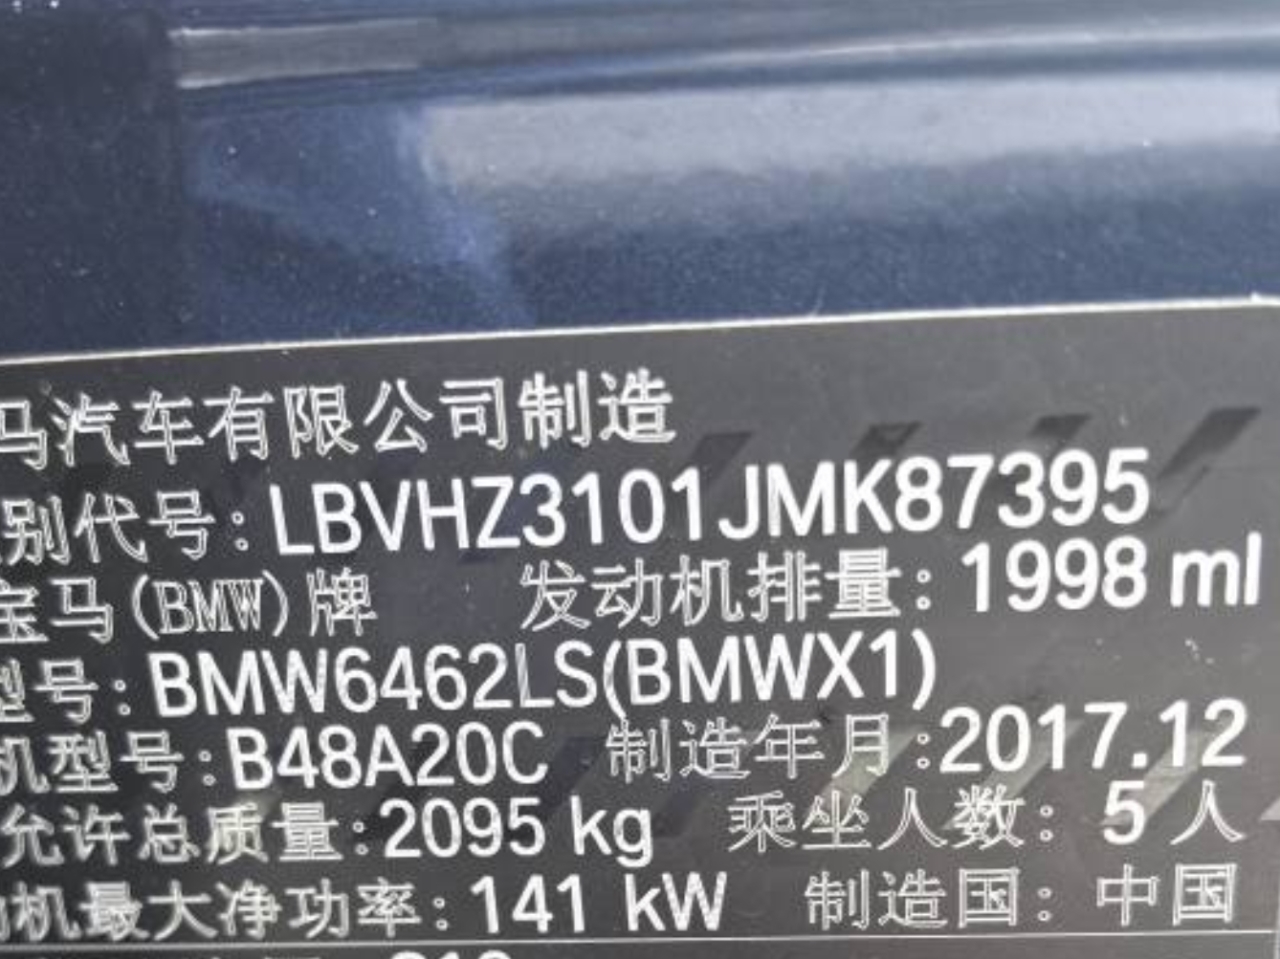 马汽车有限公司制造
别代号: LBVHZ3101JMK87395
宝马(BMW)牌 发动机排量: 1998 ml
型号: BMW6462LS(BMWX1)
机型号: B48A20C 制造年月: 2017.12
允许总质量: 2095 kg 乘坐人数: 5 人
机最大净功率: 141 kW 制造国: 中国